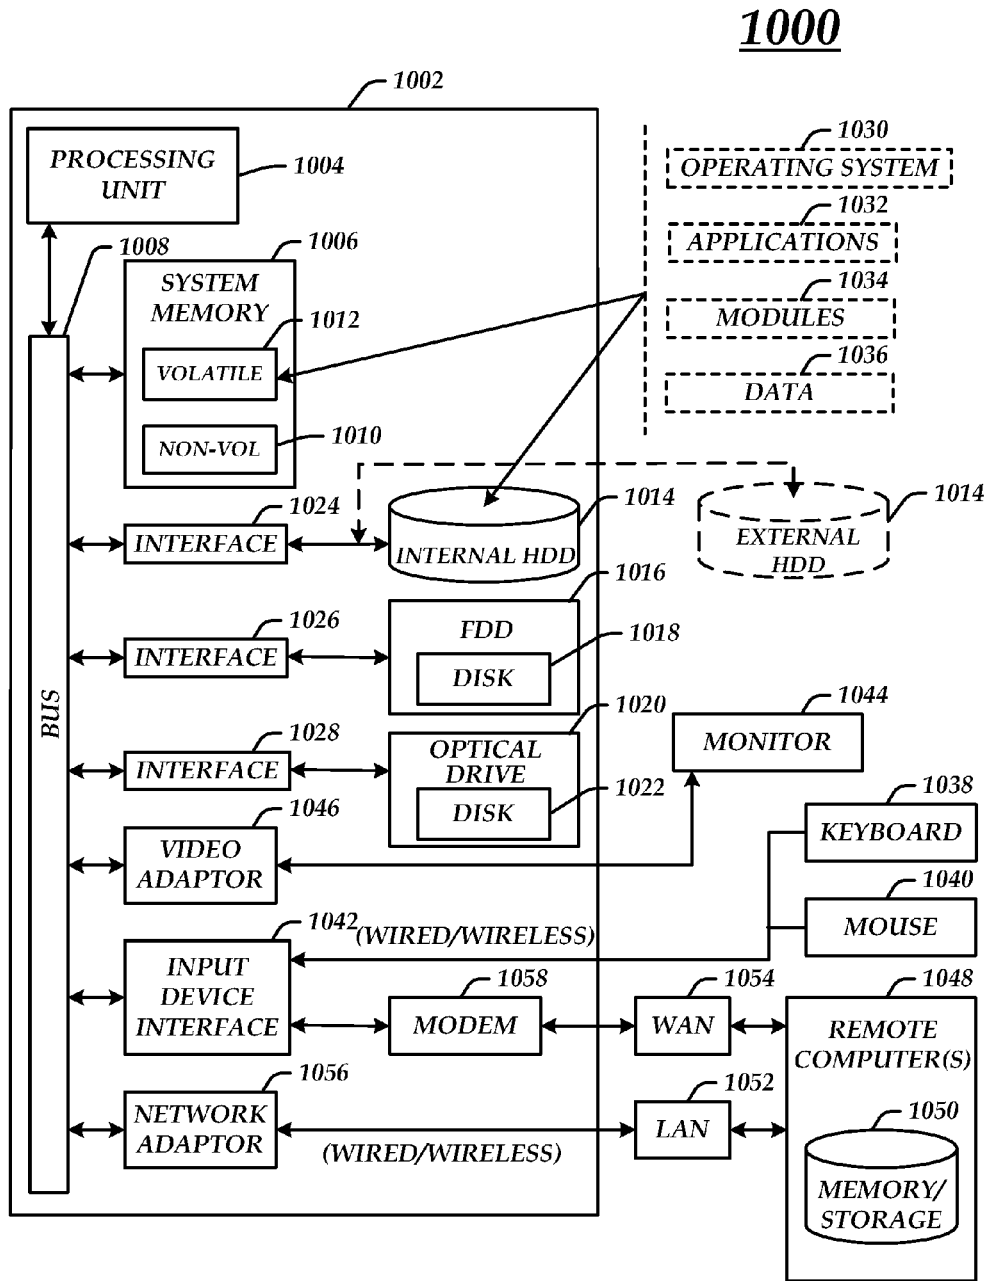 1000
1002
PROCESSING
UNIT
1004
1008
1006
SYSTEM
MEMORY
1012
VOLATILE
1010
NON-VOL
1030
OPERATING SYSTEM
1032
APPLICATIONS
1034
MODULES
1036
DATA
1024
INTERFACE
1014
INTERNAL HDD
1014
EXTERNAL
HDD
1016
FDD
1026
INTERFACE
1018
DISK
BUS
1020
OPTICAL
DRIVE
1028
INTERFACE
1022
DISK
1044
MONITOR
1046
VIDEO
ADAPTOR
1038
KEYBOARD
1040
MOUSE
1042
(WIRED/WIRELESS)
INPUT
DEVICE
INTERFACE
1058
MODEM
1054
WAN
1048
REMOTE
COMPUTER(S)
1056
NETWORK
ADAPTOR
(WIRED/WIRELESS)
1052
LAN
1050
MEMORY/
STORAGE